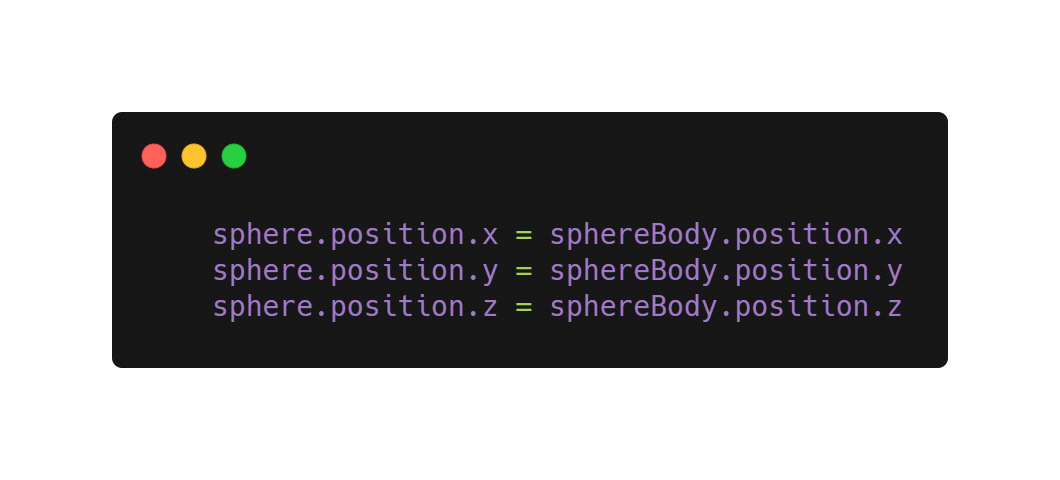 sphere.position.x = sphereBody.position.x
sphere.position.y = sphereBody.position.y
sphere.position.z = sphereBody.position.z